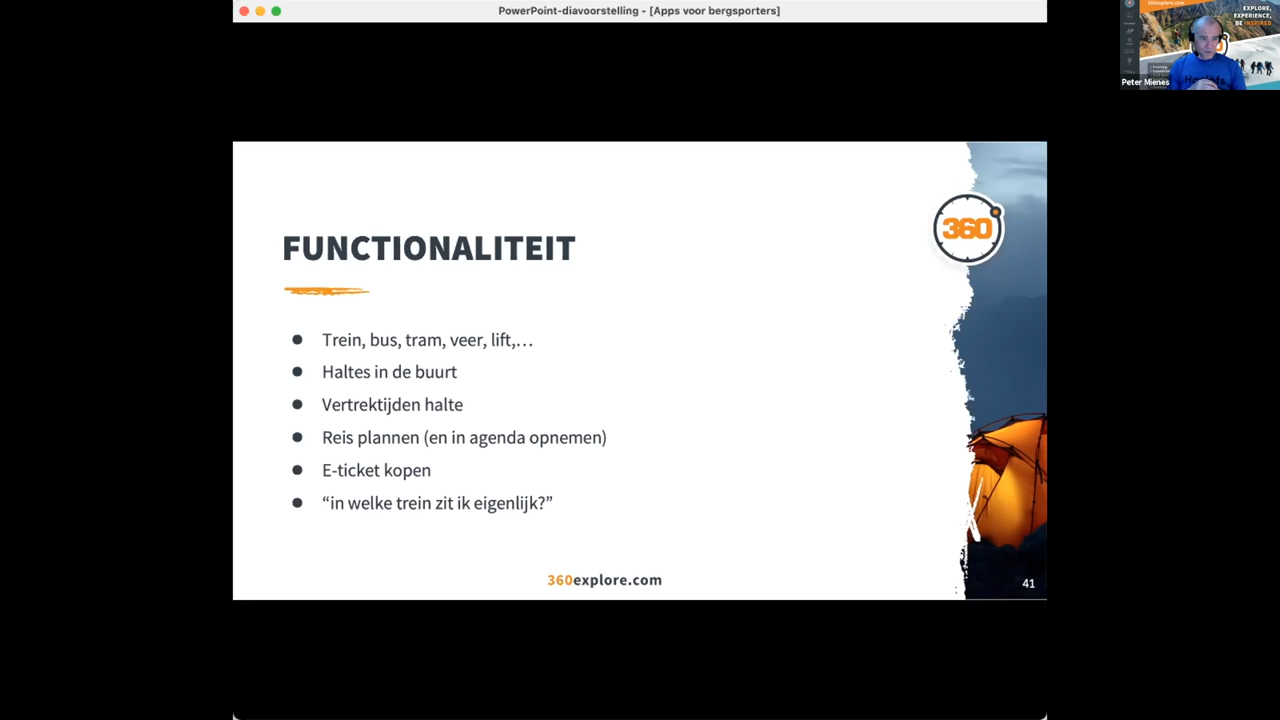 PowerPoint-diavoorstelling - [Apps voor bergsporters]
360explore.com
EXPLORE,
EXPERIENCE,
BE INSPIRED
Peter Mienes
360
FUNCTIONALITEIT
Trein, bus, tram, veer, lift,…
Haltes in de buurt
Vertrektijden halte
Reis plannen (en in agenda opnemen)
E-ticket kopen
“in welke trein zit ik eigenlijk?”
360explore.com
41